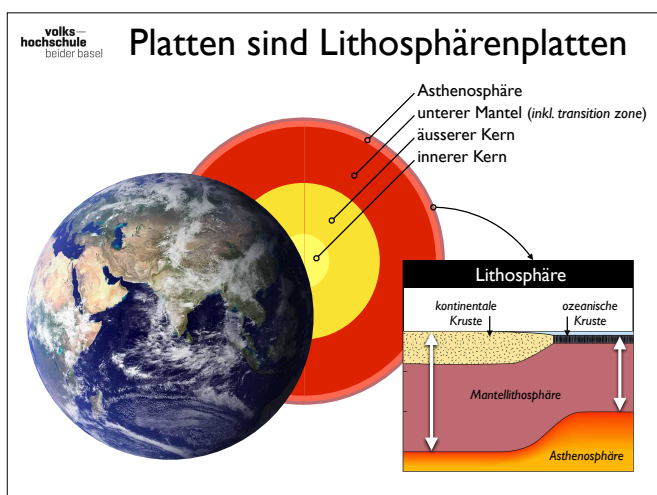 volks—
hochschule
beider basel
Platten sind Lithosphärenplatten
Asthenosphäre
unterer Mantel (inkl. transition zone)
äusserer Kern
innerer Kern
Lithosphäre
kontinentale
Kruste
ozeanische
Kruste
Mantellithosphäre
Asthenosphäre